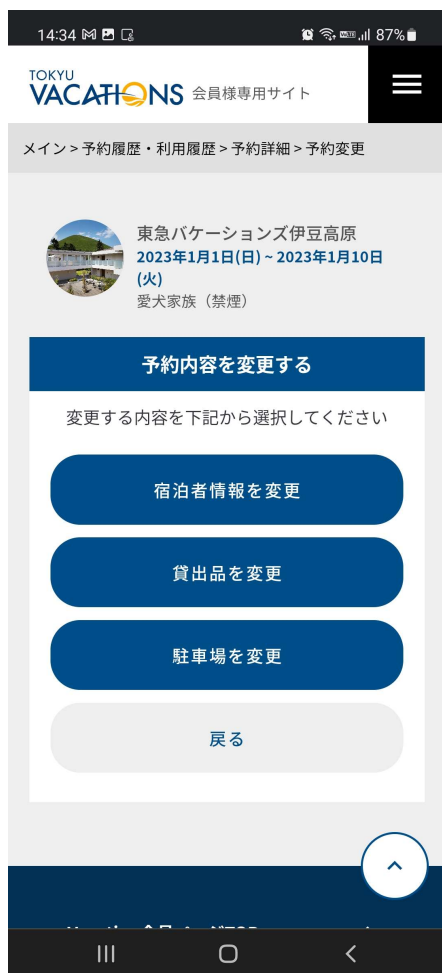 14:34 87%
TOKYU
VACATIONS 会員様専用サイト
メイン > 予約履歴・利用履歴 > 予約詳細 > 予約変更
東急バケーションズ伊豆高原
2023年1月1日(日) ~ 2023年1月10日
(火)
愛犬家族（禁煙）
予約内容を変更する
変更する内容を下記から選択してください
宿泊者情報を変更
貸出品を変更
駐車場を変更
戻る